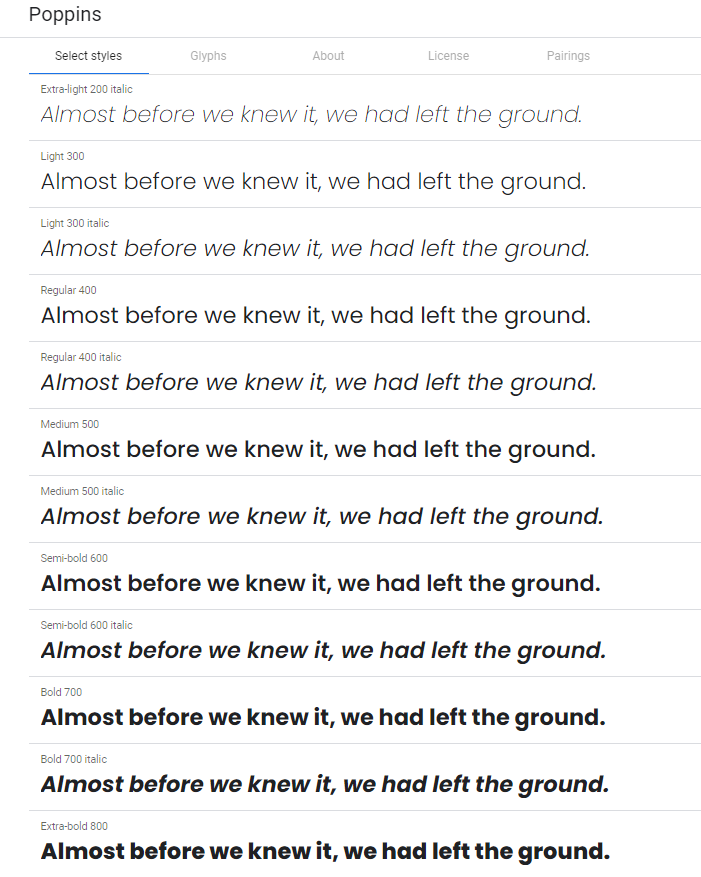 Poppins
Select styles Glyphs About License Pairings
Extra-light 200 italic
Almost before we knew it, we had left the ground.
Light 300
Almost before we knew it, we had left the ground.
Light 300 italic
Almost before we knew it, we had left the ground.
Regular 400
Almost before we knew it, we had left the ground.
Regular 400 italic
Almost before we knew it, we had left the ground.
Medium 500
Almost before we knew it, we had left the ground.
Medium 500 italic
Almost before we knew it, we had left the ground.
Semi-bold 600
Almost before we knew it, we had left the ground.
Semi-bold 600 italic
Almost before we knew it, we had left the ground.
Bold 700
Almost before we knew it, we had left the ground.
Bold 700 italic
Almost before we knew it, we had left the ground.
Extra-bold 800
Almost before we knew it, we had left the ground.